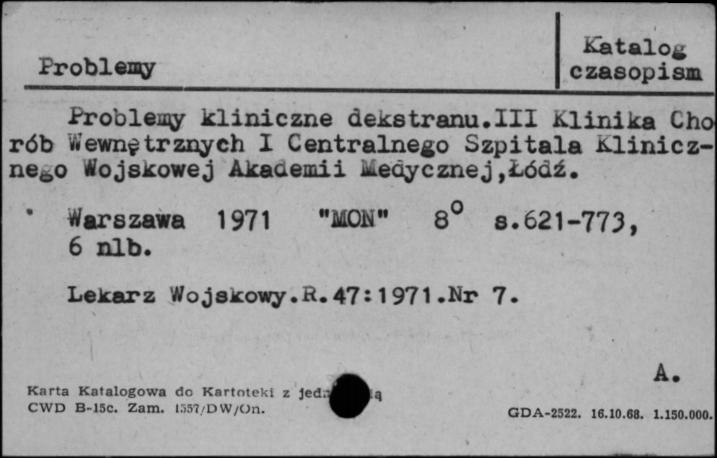 Problemy
Katalog
czasopism
Problemy kliniczne dekstranu.III Klinika Cho
rób Wewnętrznych I Centralnego Szpitala Klinicz-
nego Wojskowej Akademii Medycznej,Łódź.
Warszawa 1971 "MON" 8° s.621-773,
6 nlb.
Lekarz Wojskowy.R.47:1971.Nr 7.
A.
Karta Katalogowa do Kartoteki z
CWD B-15c. Zam. 1557/DW/On.
GDA-2522. 16.10.68. 1.150.000.